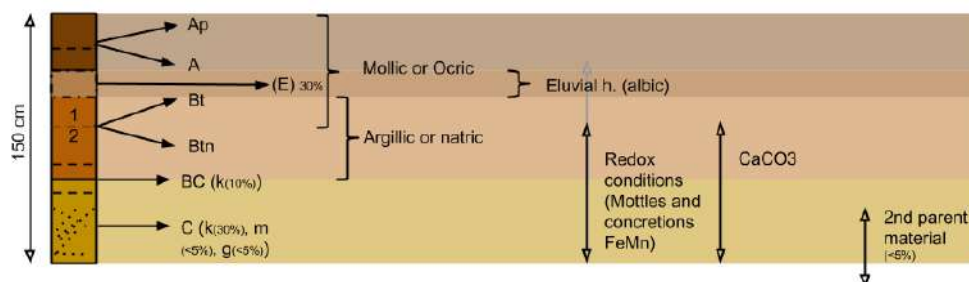 150 cm
Ap
A
(E) 30%
Bt
1
2
Btn
BC (k(10%)
C (k(30%), m
(<5%), g(<5%)
Mollic or Ocric
Argillic or natric
Eluvial h. (albic)
Redox
conditions
(Mottles and
concretions
FeMn)
CaCO3
2nd parent
material
(<5%)